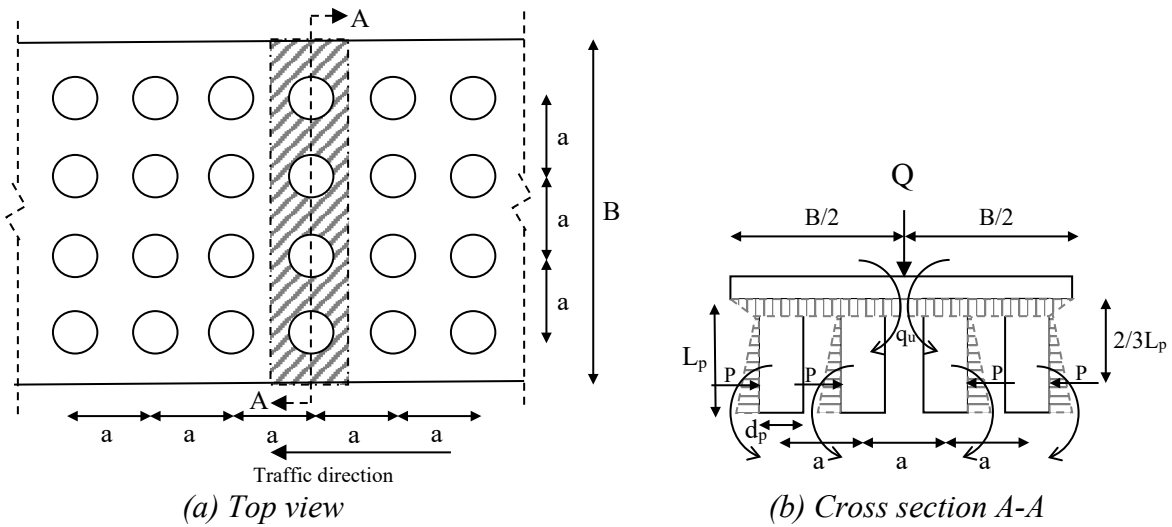 A
a
a
a
B
A
a
a
a
a
a
Traffic direction
(a) Top view
Q
B/2
B/2
qᵤ
Lₚ
2/3Lₚ
P
P
P
P
dₚ
a
a
a
(b) Cross section A-A